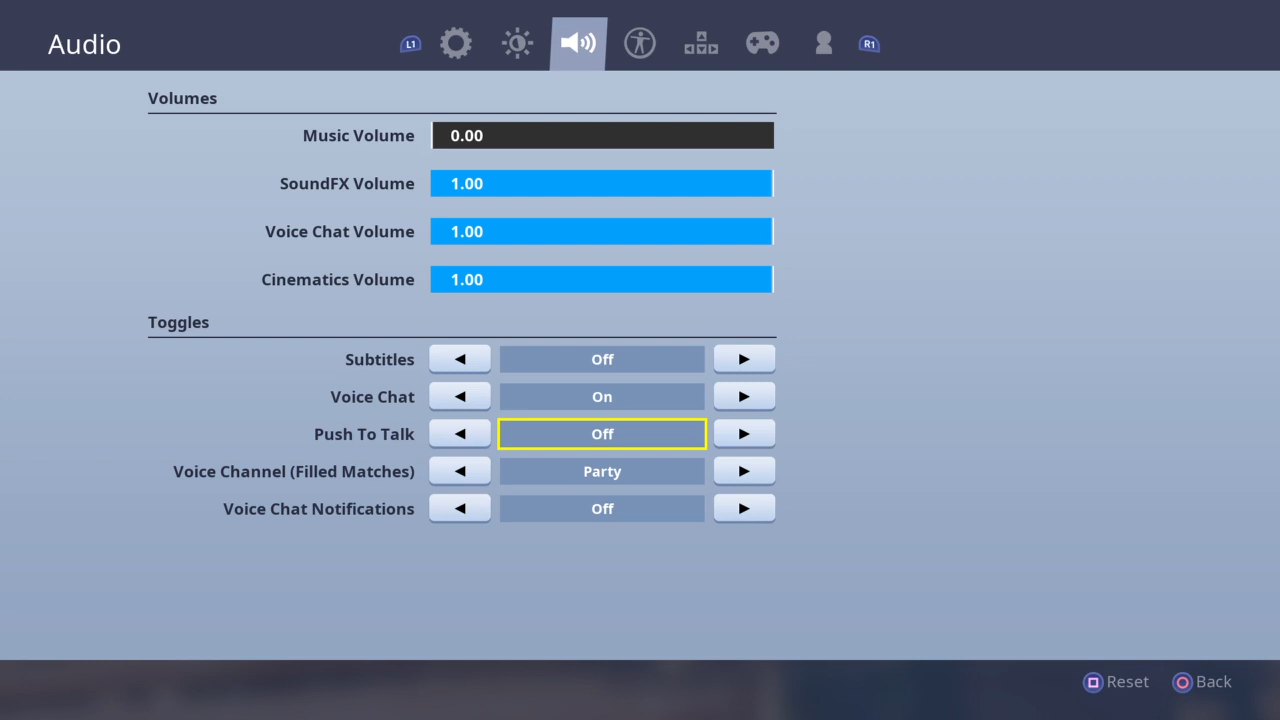 Audio
L1
R1
Volumes
Music Volume 0.00
SoundFX Volume 1.00
Voice Chat Volume 1.00
Cinematics Volume 1.00
Toggles
Subtitles Off
Voice Chat On
Push To Talk Off
Voice Channel (Filled Matches) Party
Voice Chat Notifications Off
Reset Back